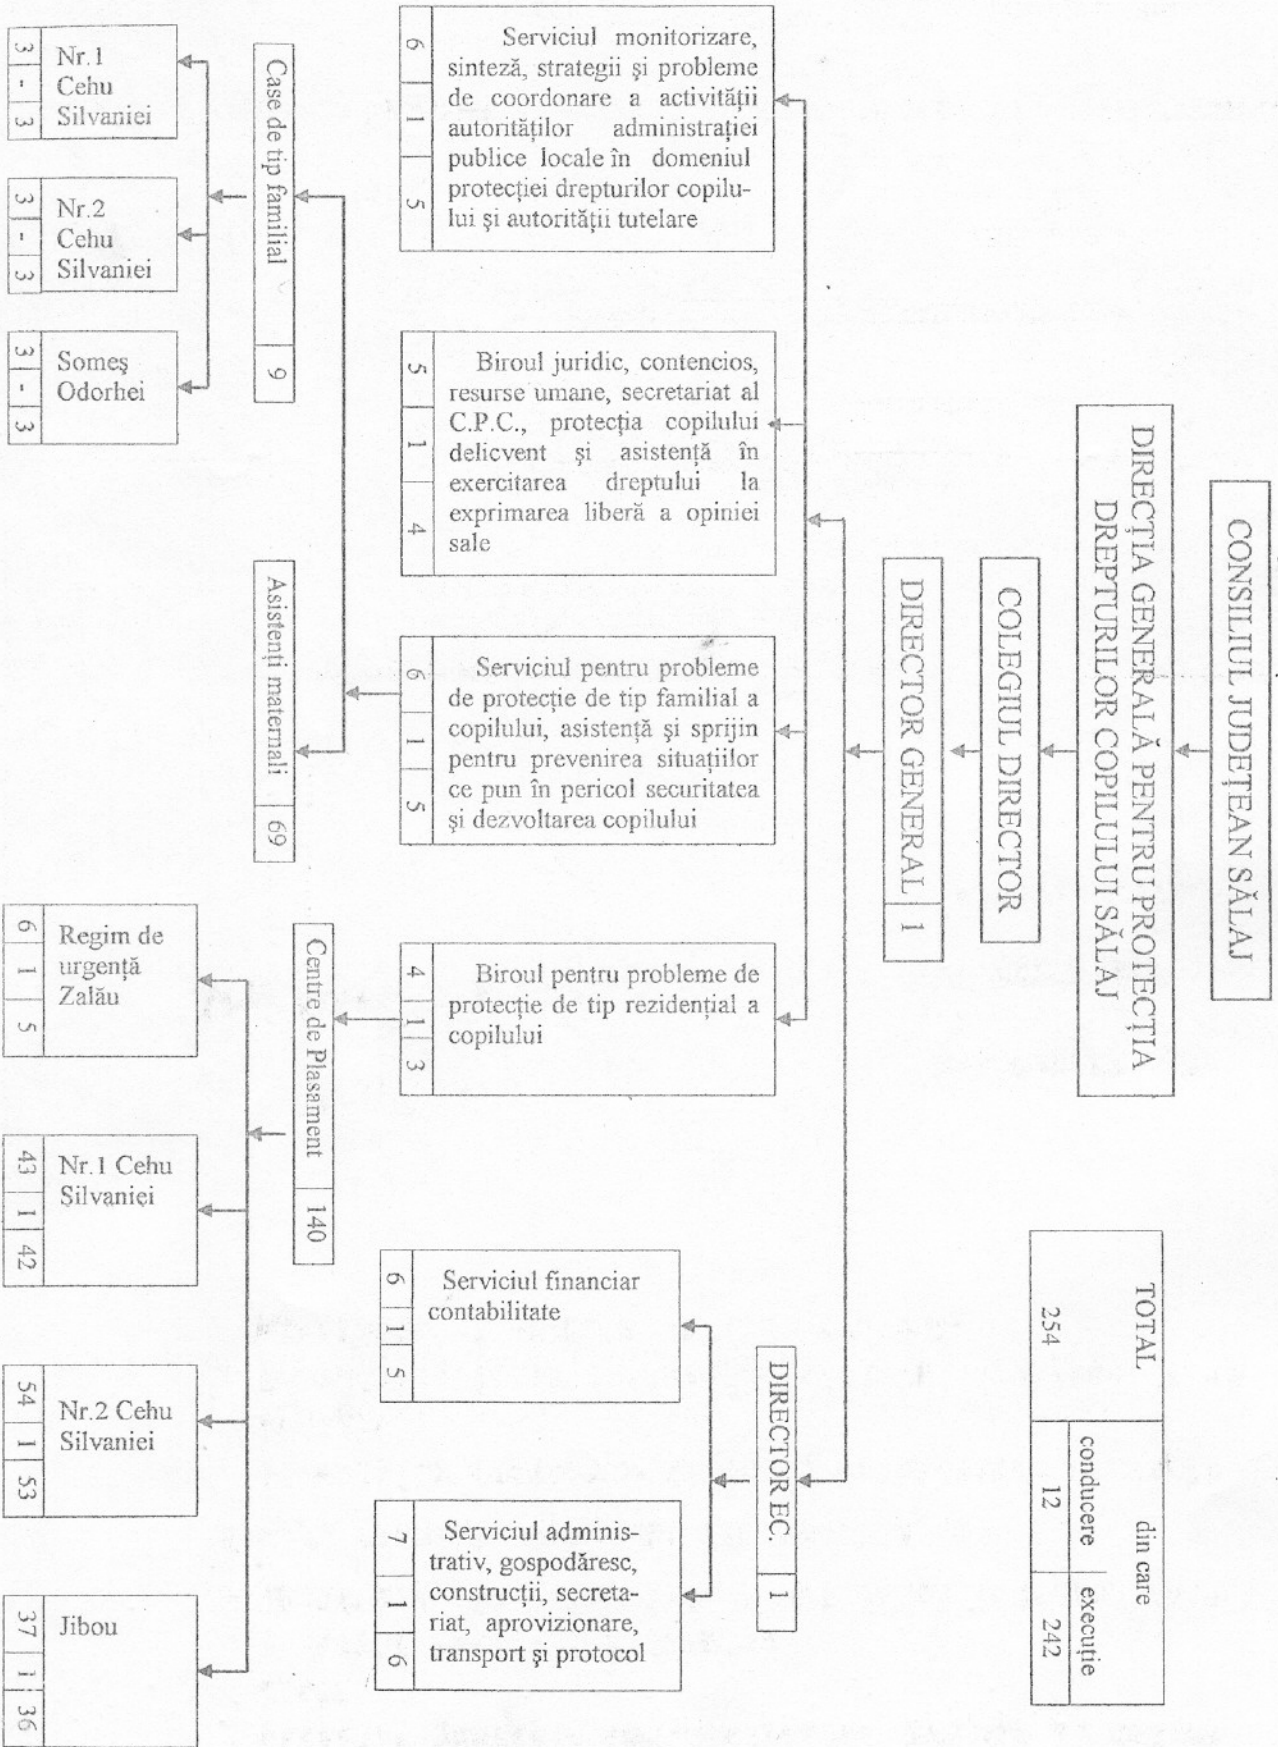 CONSILIUL JUDEȚEAN SĂLAJ
DIRECȚIA GENERALĂ PENTRU PROTECȚIA
DREPTURILOR COPILULUI SĂLAJ
COLEGIUL DIRECTOR
DIRECTOR GENERAL 1
TOTAL
254
din care
conducere execuție
12 242
DIRECTOR EC. 1
Serviciul monitorizare,
sinteză, strategii și probleme
de coordonare a activității
autorităților administrației
publice locale în domeniul
protecției drepturilor copilu-
lui și autorității tutelare
6 1 5
Biroul juridic, contencios,
resurse umane, secretariat al
C.P.C., protecția copilului
delicvent și asistență în
exercitarea dreptului la
exprimarea liberă a opiniei
sale
5 1 4
Serviciul pentru probleme
de protecție de tip familial a
copilului, asistență și sprijin
pentru prevenirea situațiilor
ce pun în pericol securitatea
și dezvoltarea copilului
6 1 5
Biroul pentru probleme de
protecție de tip rezidențial a
copilului
4 1 3
Serviciul financiar
contabilitate
6 1 5
Serviciul adminis-
trativ, gospodăresc,
construcții, secreta-
riat, aprovizionare,
transport și protocol
7 1 6
Case de tip familial 9
Asistenți maternali 69
Centre de Plasament 140
Nr.1
Cehu
Silvaniei
3 - 3
Nr.2
Cehu
Silvaniei
3 - 3
Someș
Odorhei
3 - 3
Regim de
urgență
Zalău
6 1 5
Nr.1 Cehu
Silvaniei
43 1 42
Nr.2 Cehu
Silvaniei
54 1 53
Jibou
37 1 36